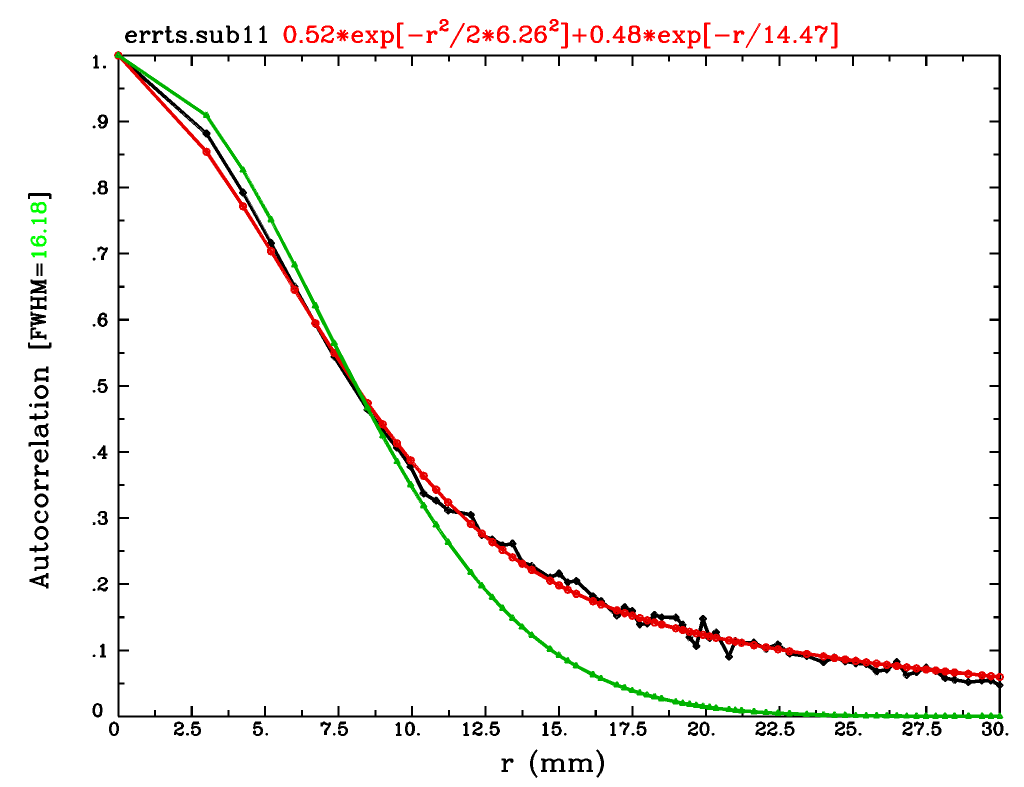 errts.sub11 0.52*exp[-r²/2*6.26²]+0.48*exp[-r/14.47]
Autocorrelation [FWHM=16.18]
1.
.9
.8
.7
.6
.5
.4
.3
.2
.1
0
0 2.5 5. 7.5 10. 12.5 15. 17.5 20. 22.5 25. 27.5 30.
r (mm)